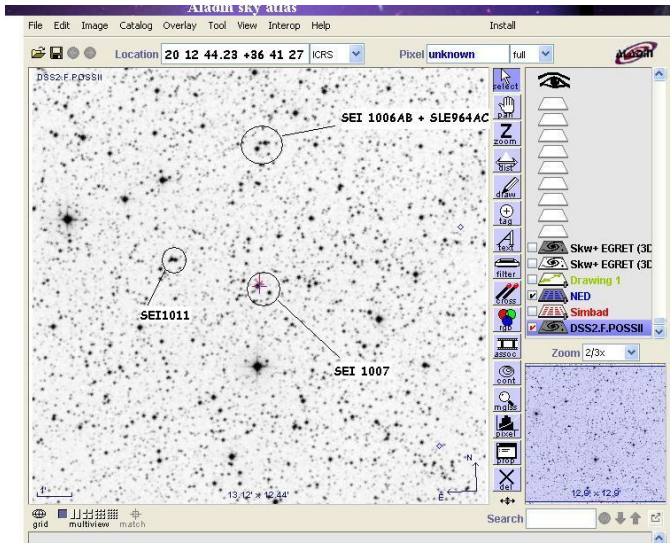 Aladin sky atlas
File Edit Image Catalog Overlay Tool View Interop Help Install
Location 20 12 44.23 +36 41 27 ICRS Pixel unknown full Aladin
DSS2.F.POSSII
SEI 1006AB + SLE964AC
SEI1011
SEI 1007
1'
13.12' x 12.44'
N
E
select
pan
Z
zoom
dist
draw
tag
text
filter
cross
rgb
assoc
cont
mglss
pixel
prop
del
Skw+ EGRET (3D
Skw+ EGRET (3D
Drawing 1
NED
Simbad
DSS2.F.POSSII
Zoom 2/3x
12.9' x 12.9'
grid multiview match
Search